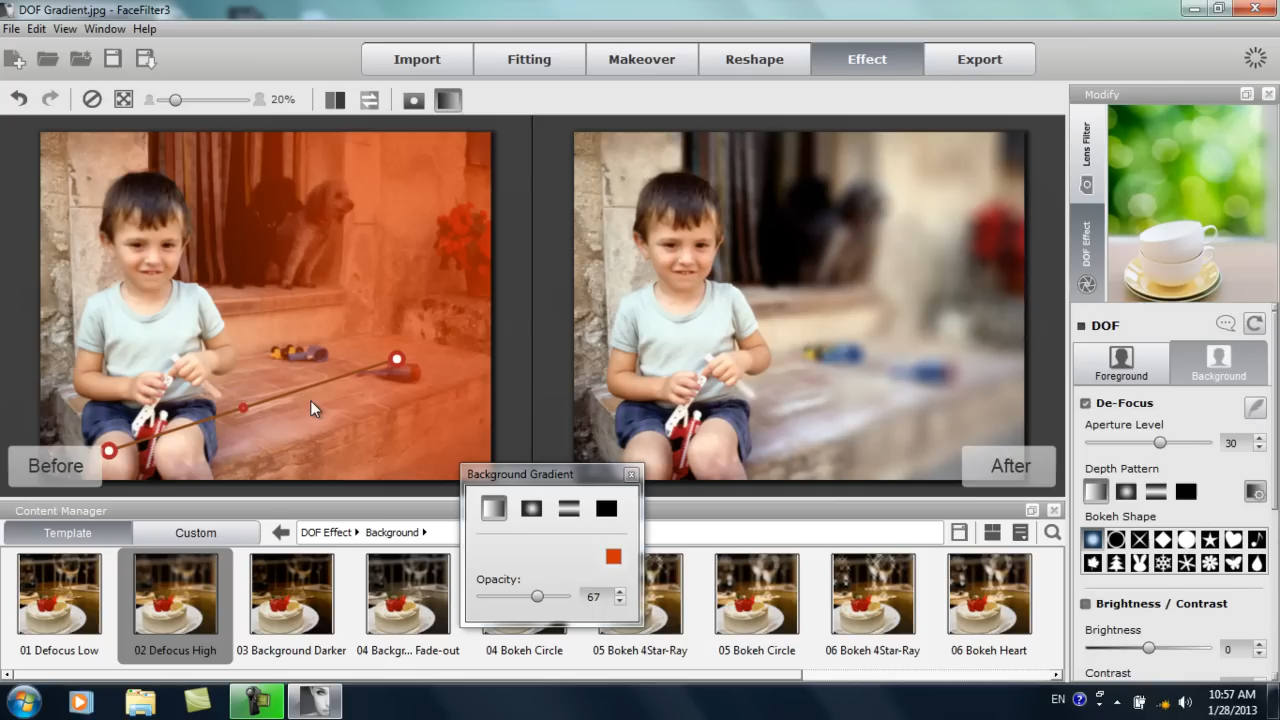 DOF Gradient.jpg - FaceFilter3
File Edit View Window Help
Import Fitting Makeover Reshape Effect Export
20%
Modify
Lens Filter
DOF Effect
Before
After
DOF
Foreground Background
De-Focus
Aperture Level
30
Depth Pattern
Bokeh Shape
Brightness / Contrast
Brightness
0
Contrast
Background Gradient
Opacity:
67
Content Manager
Template Custom DOF Effect Background
01 Defocus Low 02 Defocus High 03 Background Darker 04 Backgr... Fade-out 04 Bokeh Circle 05 Bokeh 4Star-Ray 05 Bokeh Circle 06 Bokeh 4Star-Ray 06 Bokeh Heart
EN 10:57 AM
1/28/2013